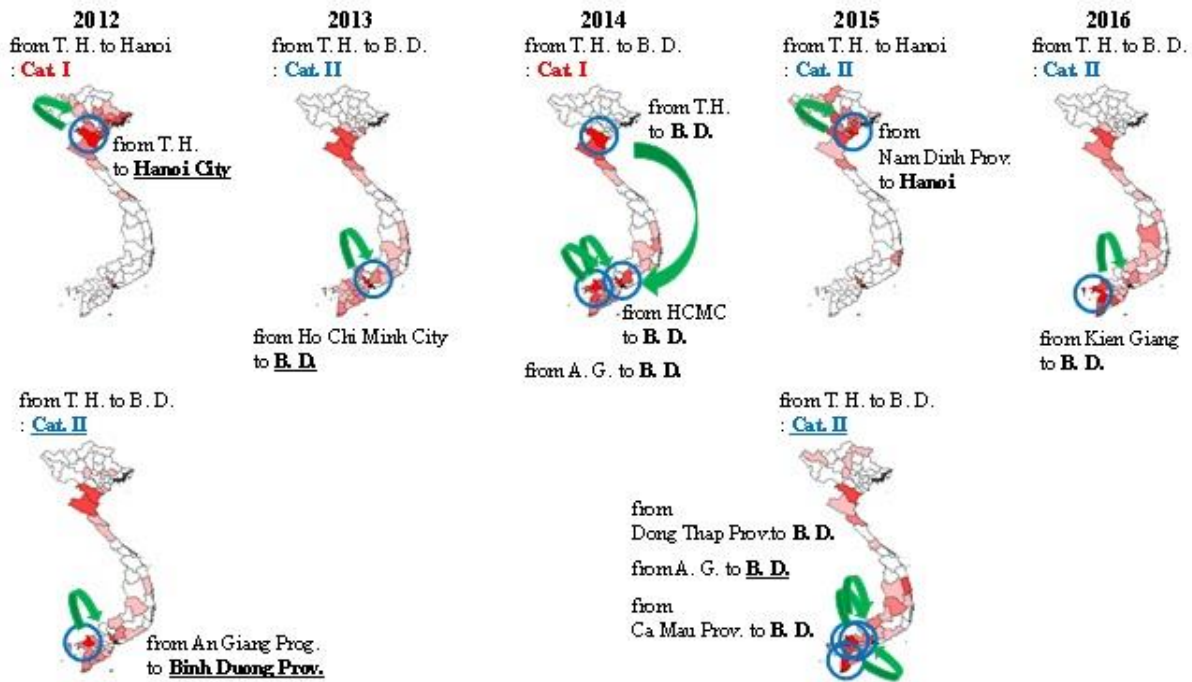 2012
from T. H. to Hanoi
: Cat. I
from T. H.
to Hanoi City
2013
from T. H. to B. D.
: Cat. II
from Ho Chi Minh City
to B. D.
2014
from T. H. to B. D.
: Cat. I
from T.H.
to B. D.
from HCMC
to B. D.
from A. G. to B. D.
2015
from T. H. to Hanoi
: Cat. II
from
Nam Dinh Prov.
to Hanoi
2016
from T. H. to B. D.
: Cat. II
from Kien Giang
to B. D.
from T. H. to B. D.
: Cat. II
from An Giang Prog.
to Binh Duong Prov.
from T. H. to B. D.
: Cat. II
from
Dong Thap Prov.to B. D.
from A. G. to B. D.
from
Ca Mau Prov. to B. D.